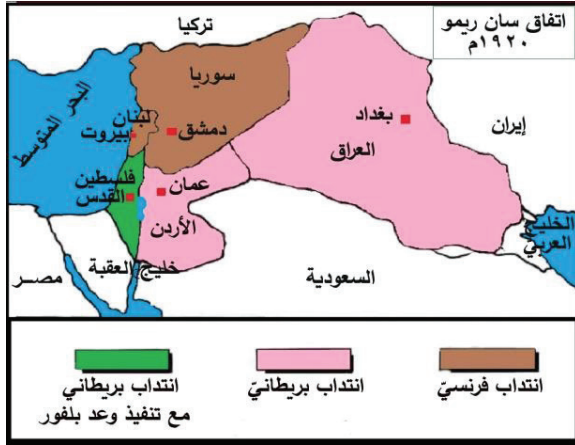 اتفاق سان ريمو
١٩٢٠م
تركيا
سوريا
البحر المتوسط
لبنان
بيروت
دمشق
بغداد
العراق
إيران
فلسطين
القدس
عمان
الأردن
الخليج
العربي
خليج العقبة
السعودية
مصر
انتداب فرنسيّ
انتداب بريطانيّ
انتداب بريطاني
مع تنفيذ وعد بلفور